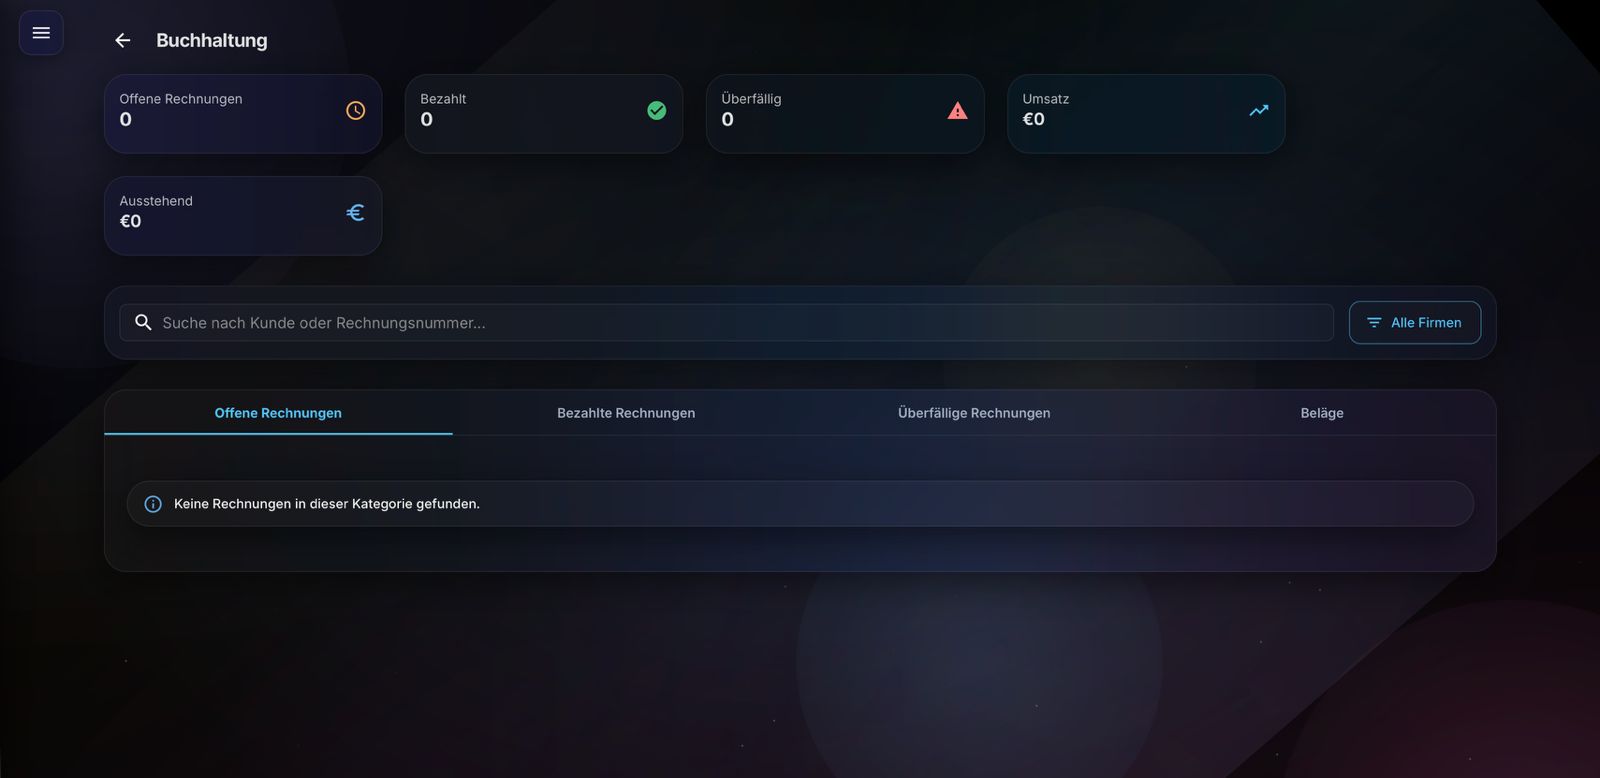 Buchhaltung
Offene Rechnungen
0
Bezahlt
0
Überfällig
0
Umsatz
€0
Ausstehend
€0
Suche nach Kunde oder Rechnungsnummer...
Alle Firmen
Offene Rechnungen
Bezahlte Rechnungen
Überfällige Rechnungen
Beläge
Keine Rechnungen in dieser Kategorie gefunden.